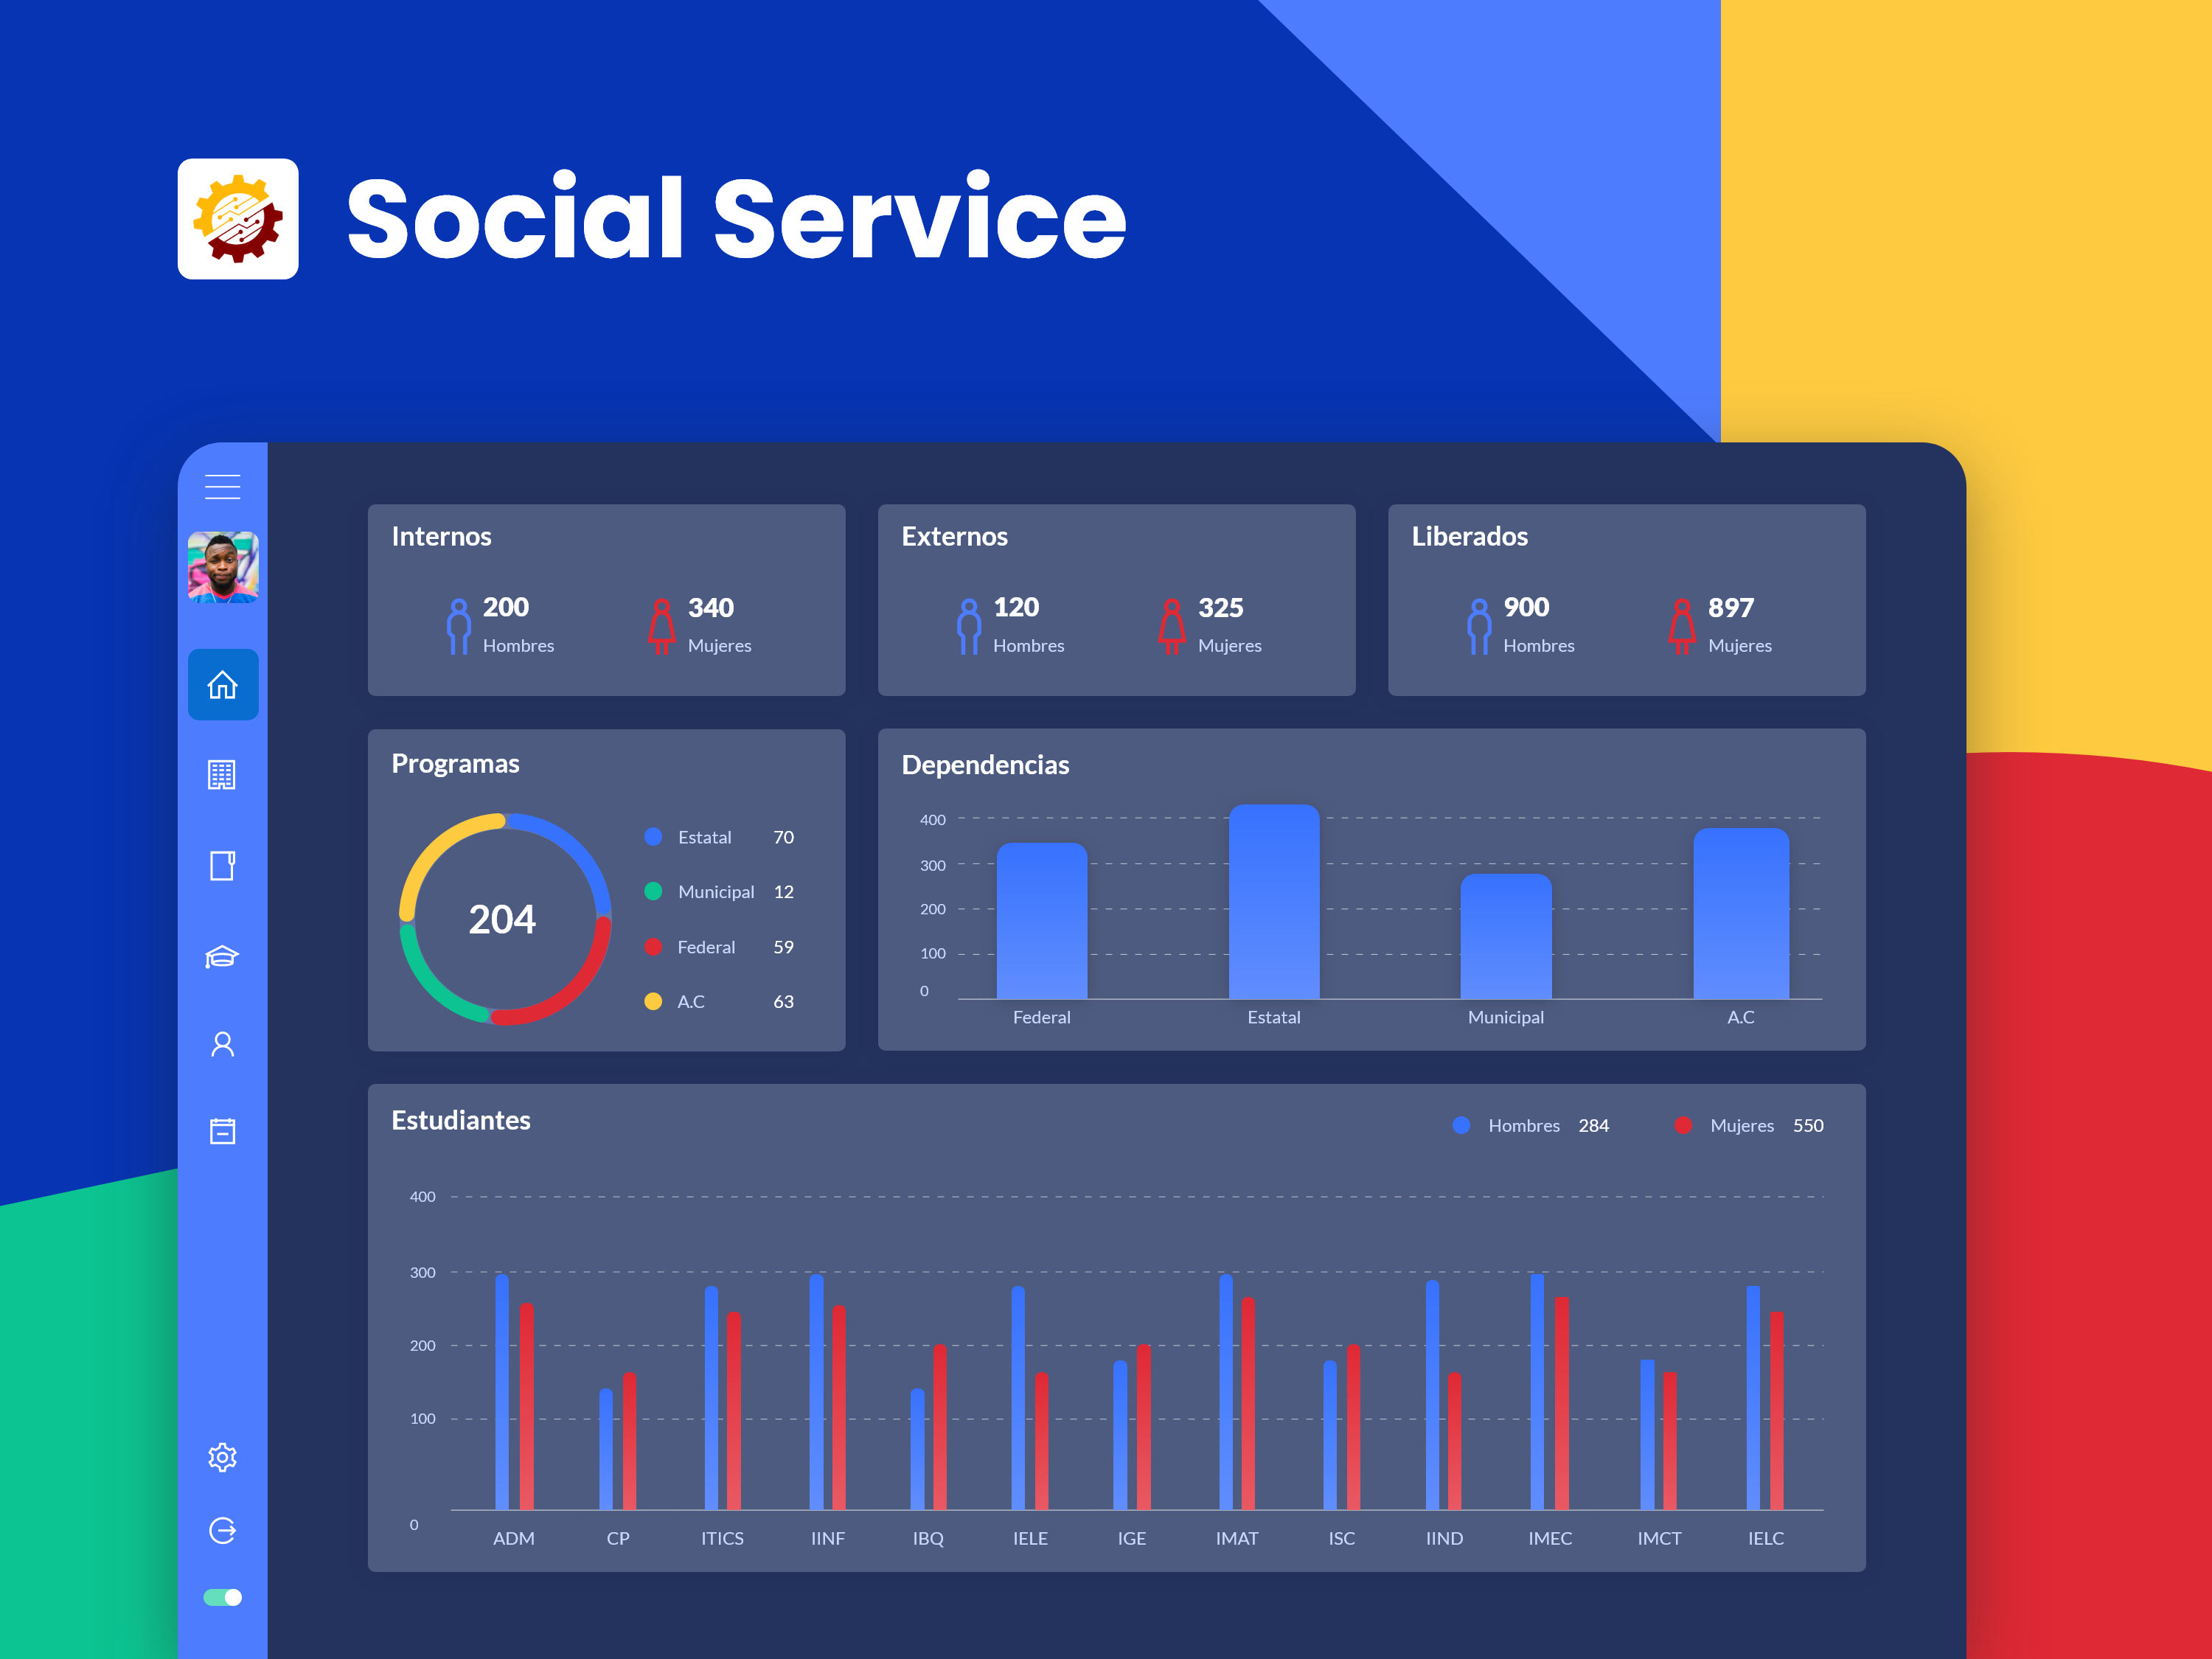 Social Service
Internos
200
Hombres
340
Mujeres
Externos
120
Hombres
325
Mujeres
Liberados
900
Hombres
897
Mujeres
Programas
204
Estatal 70
Municipal 12
Federal 59
A.C 63
Dependencias
400
300
200
100
0
Federal Estatal Municipal A.C
Estudiantes
Hombres 284 Mujeres 550
400
300
200
100
0
ADM CP ITICS IINF IBQ IELE IGE IMAT ISC IIND IMEC IMCT IELC